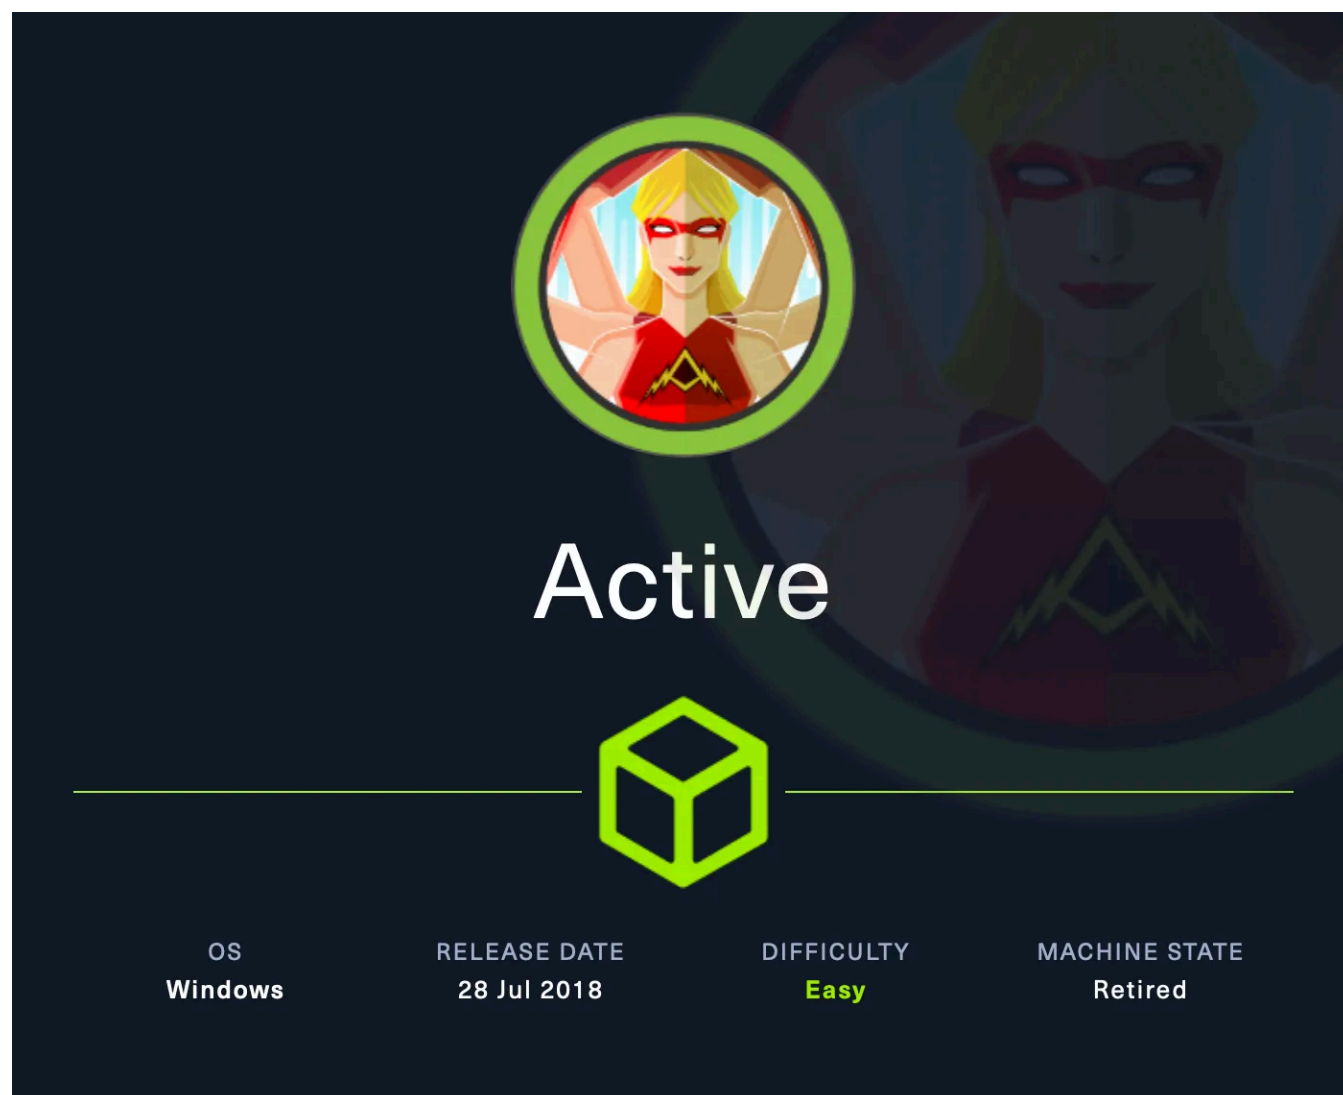 Active
OS RELEASE DATE DIFFICULTY MACHINE STATE
Windows 28 Jul 2018 Easy Retired